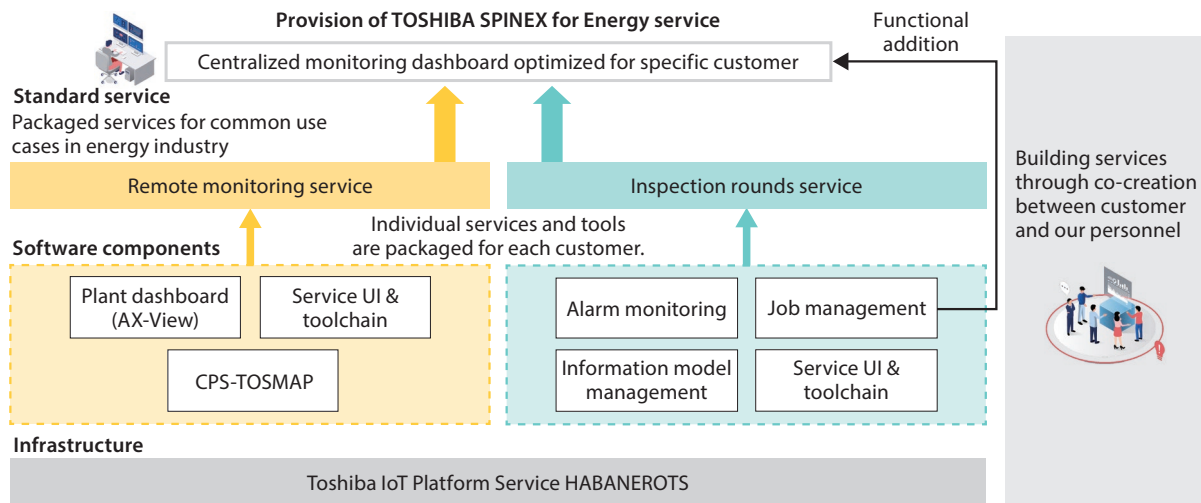 Provision of TOSHIBA SPINEX for Energy service
Functional
addition
Centralized monitoring dashboard optimized for specific customer
Standard service
Packaged services for common use
cases in energy industry
Remote monitoring service
Inspection rounds service
Building services
through co-creation
between customer
and our personnel
Individual services and tools
are packaged for each customer.
Software components
Plant dashboard
(AX-View)
Service UI &
toolchain
CPS-TOSMAP
Alarm monitoring
Job management
Information model
management
Service UI &
toolchain
Infrastructure
Toshiba IoT Platform Service HABANEROTS